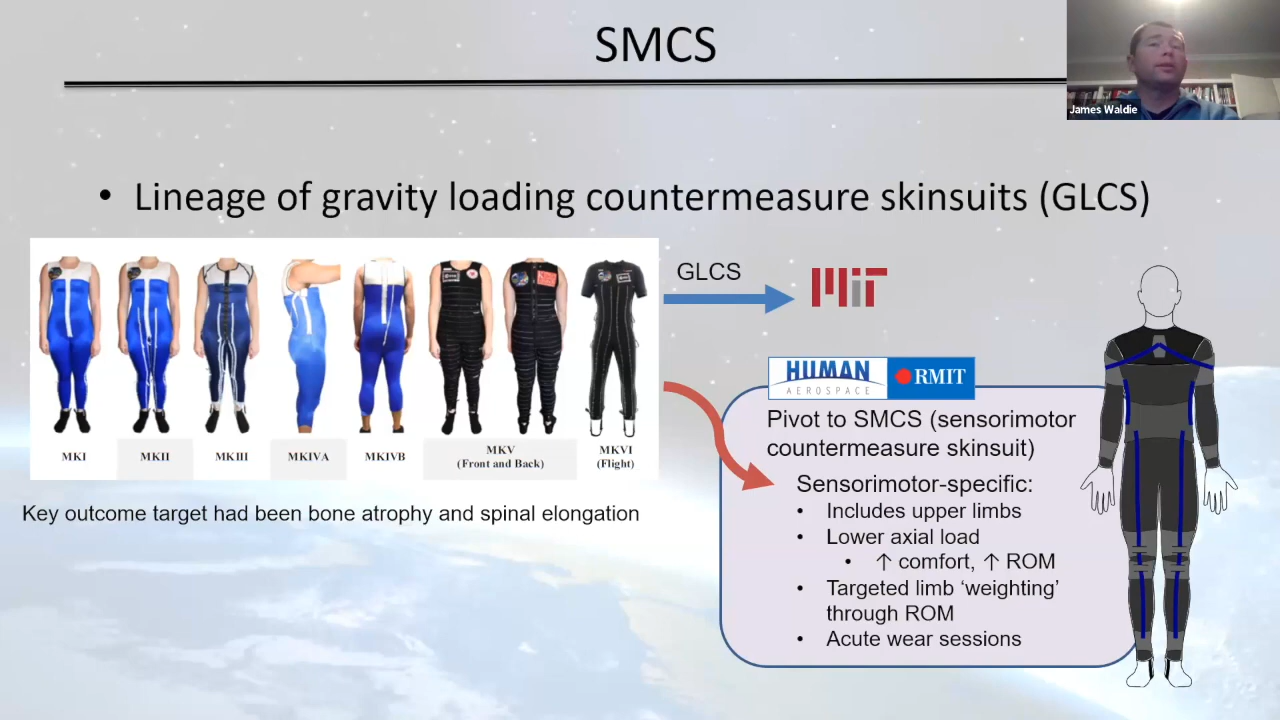 SMCS
James Waldie
• Lineage of gravity loading countermeasure skinsuits (GLCS)
GLCS
MIT
HUMAN
AEROSPACE
RMIT
MKI
MKII
MKIII
MKIVA
MKIVB
MKV
(Front and Back)
MKVI
(Flight)
Key outcome target had been bone atrophy and spinal elongation
Pivot to SMCS (sensorimotor
countermeasure skinsuit)
Sensorimotor-specific:
• Includes upper limbs
• Lower axial load
• ↑ comfort, ↑ ROM
• Targeted limb ‘weighting’
through ROM
• Acute wear sessions